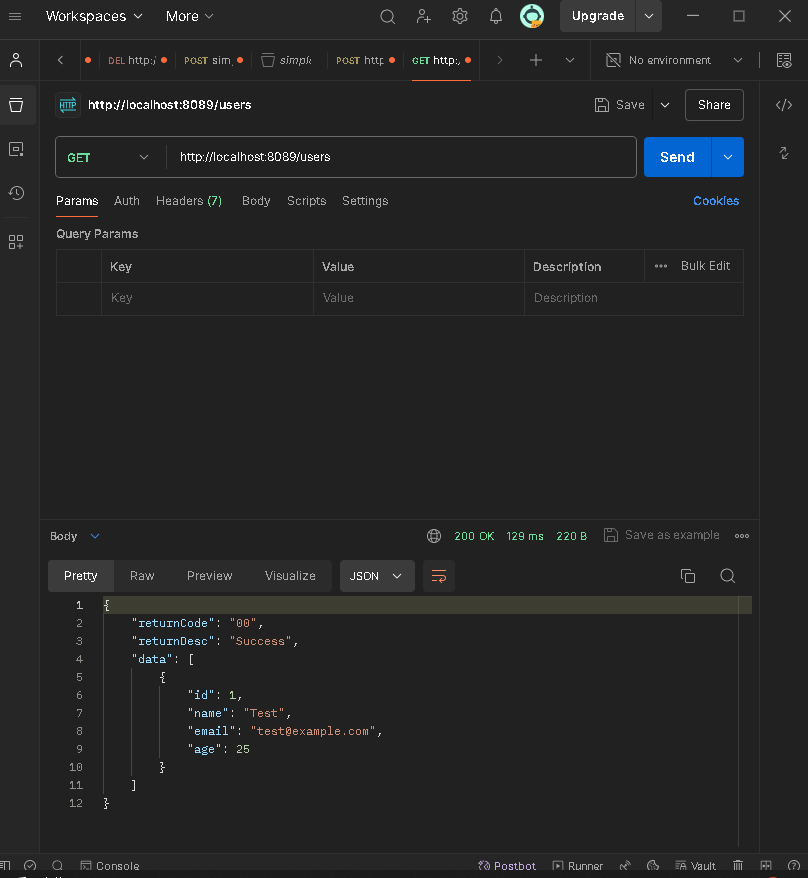 Workspaces More Upgrade
DEL http:/ POST sim POST http GET http:/ No environment
HTTP http://localhost:8089/users Save Share
GET http://localhost:8089/users Send
Params Auth Headers (7) Body Scripts Settings Cookies
Query Params
Key Value Description Bulk Edit
Key Value Description
Body 200 OK 129 ms 220 B Save as example
Pretty Raw Preview Visualize JSON
1 {
2 "returnCode": "00",
3 "returnDesc": "Success",
4 "data": [
5 {
6 "id": 1,
7 "name": "Test",
8 "email": "test@example.com",
9 "age": 25
10 }
11 ]
12 }
Console Postbot Runner Vault